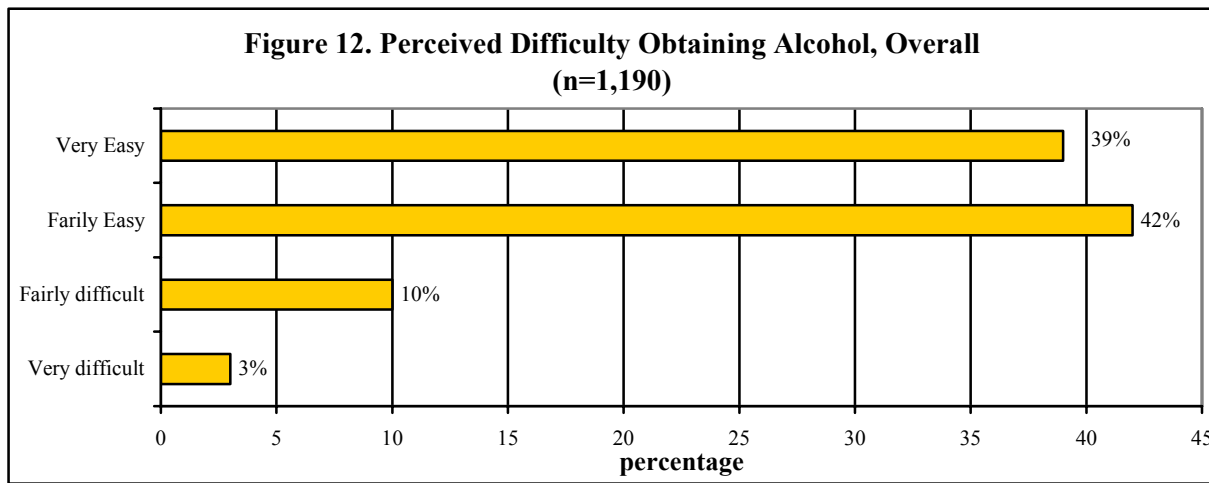 Figure 12. Perceived Difficulty Obtaining Alcohol, Overall
(n=1,190)
Very Easy
39%
Farily Easy
42%
Fairly difficult
10%
Very difficult
3%
0 5 10 15 20 25 30 35 40 45
percentage